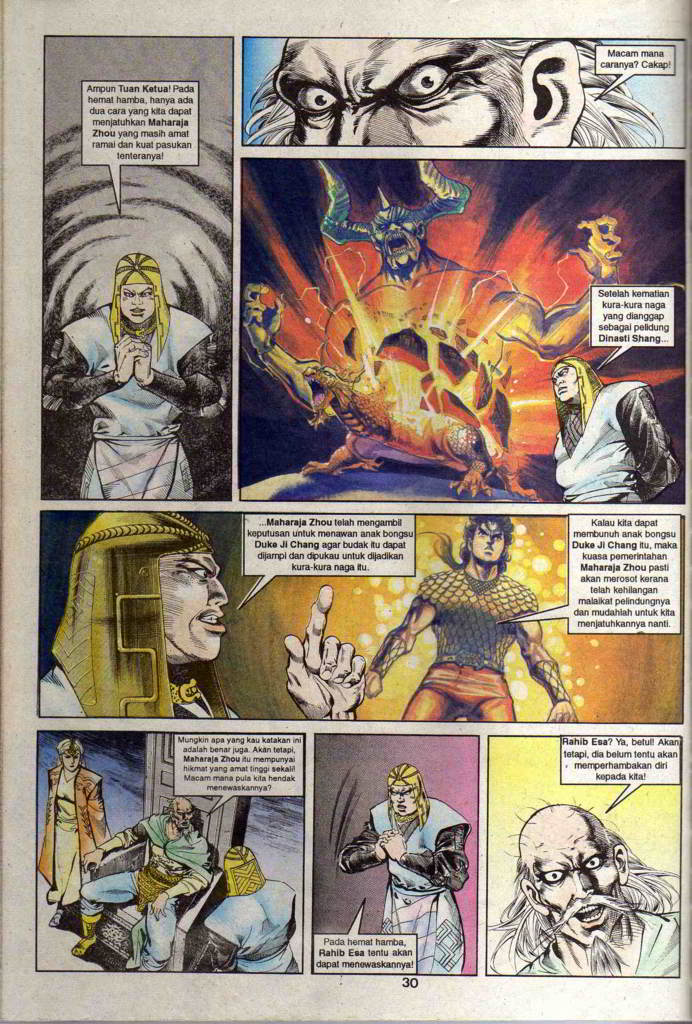 Ampun Tuan Ketua! Pada
hemat hamba, hanya ada
dua cara yang kau dapat
menjatuhkan Maharaja
Zhou yang masih amat
ramai dan kuat pasukan
tenteranya!
Macam mana
caranya? Cakap!
Setelah kematian
kura-kura naga
yang dianggap
sebagai pelidung
Dinasti Shang...
...Maharaja Zhou telah mengambil
keputusan untuk menawan anak bongsu
Duke Ji Chang agar budak itu dapat
dijampi dan dipukau untuk dijadikan
kura-kura naga itu.
Kalau kita dapat
membunuh anak bongsu
Duke Ji Chang itu, maka
kuasa pemerintahan
Maharaja Zhou pasti
akan merosot kerana
telah kehilangan
malaikat pelindungnya
dan mudahlah untuk kita
menjatuhkannya nanti.
Mungkin apa yang kau katakan ini
adalah benar juga. Akan tetapi,
Maharaja Zhou itu mempunyai
hikmat yang amat tinggi sekali!
Macam mana pula kita hendak
menewaskannya?
Pada hemat hamba,
Rahib Esa tentu akan
dapat menewaskannya!
Rahib Esa? Ya, betul! Akan
tetapi, dia belum tentu akan
memperhambakan diri
kepada kita!
30